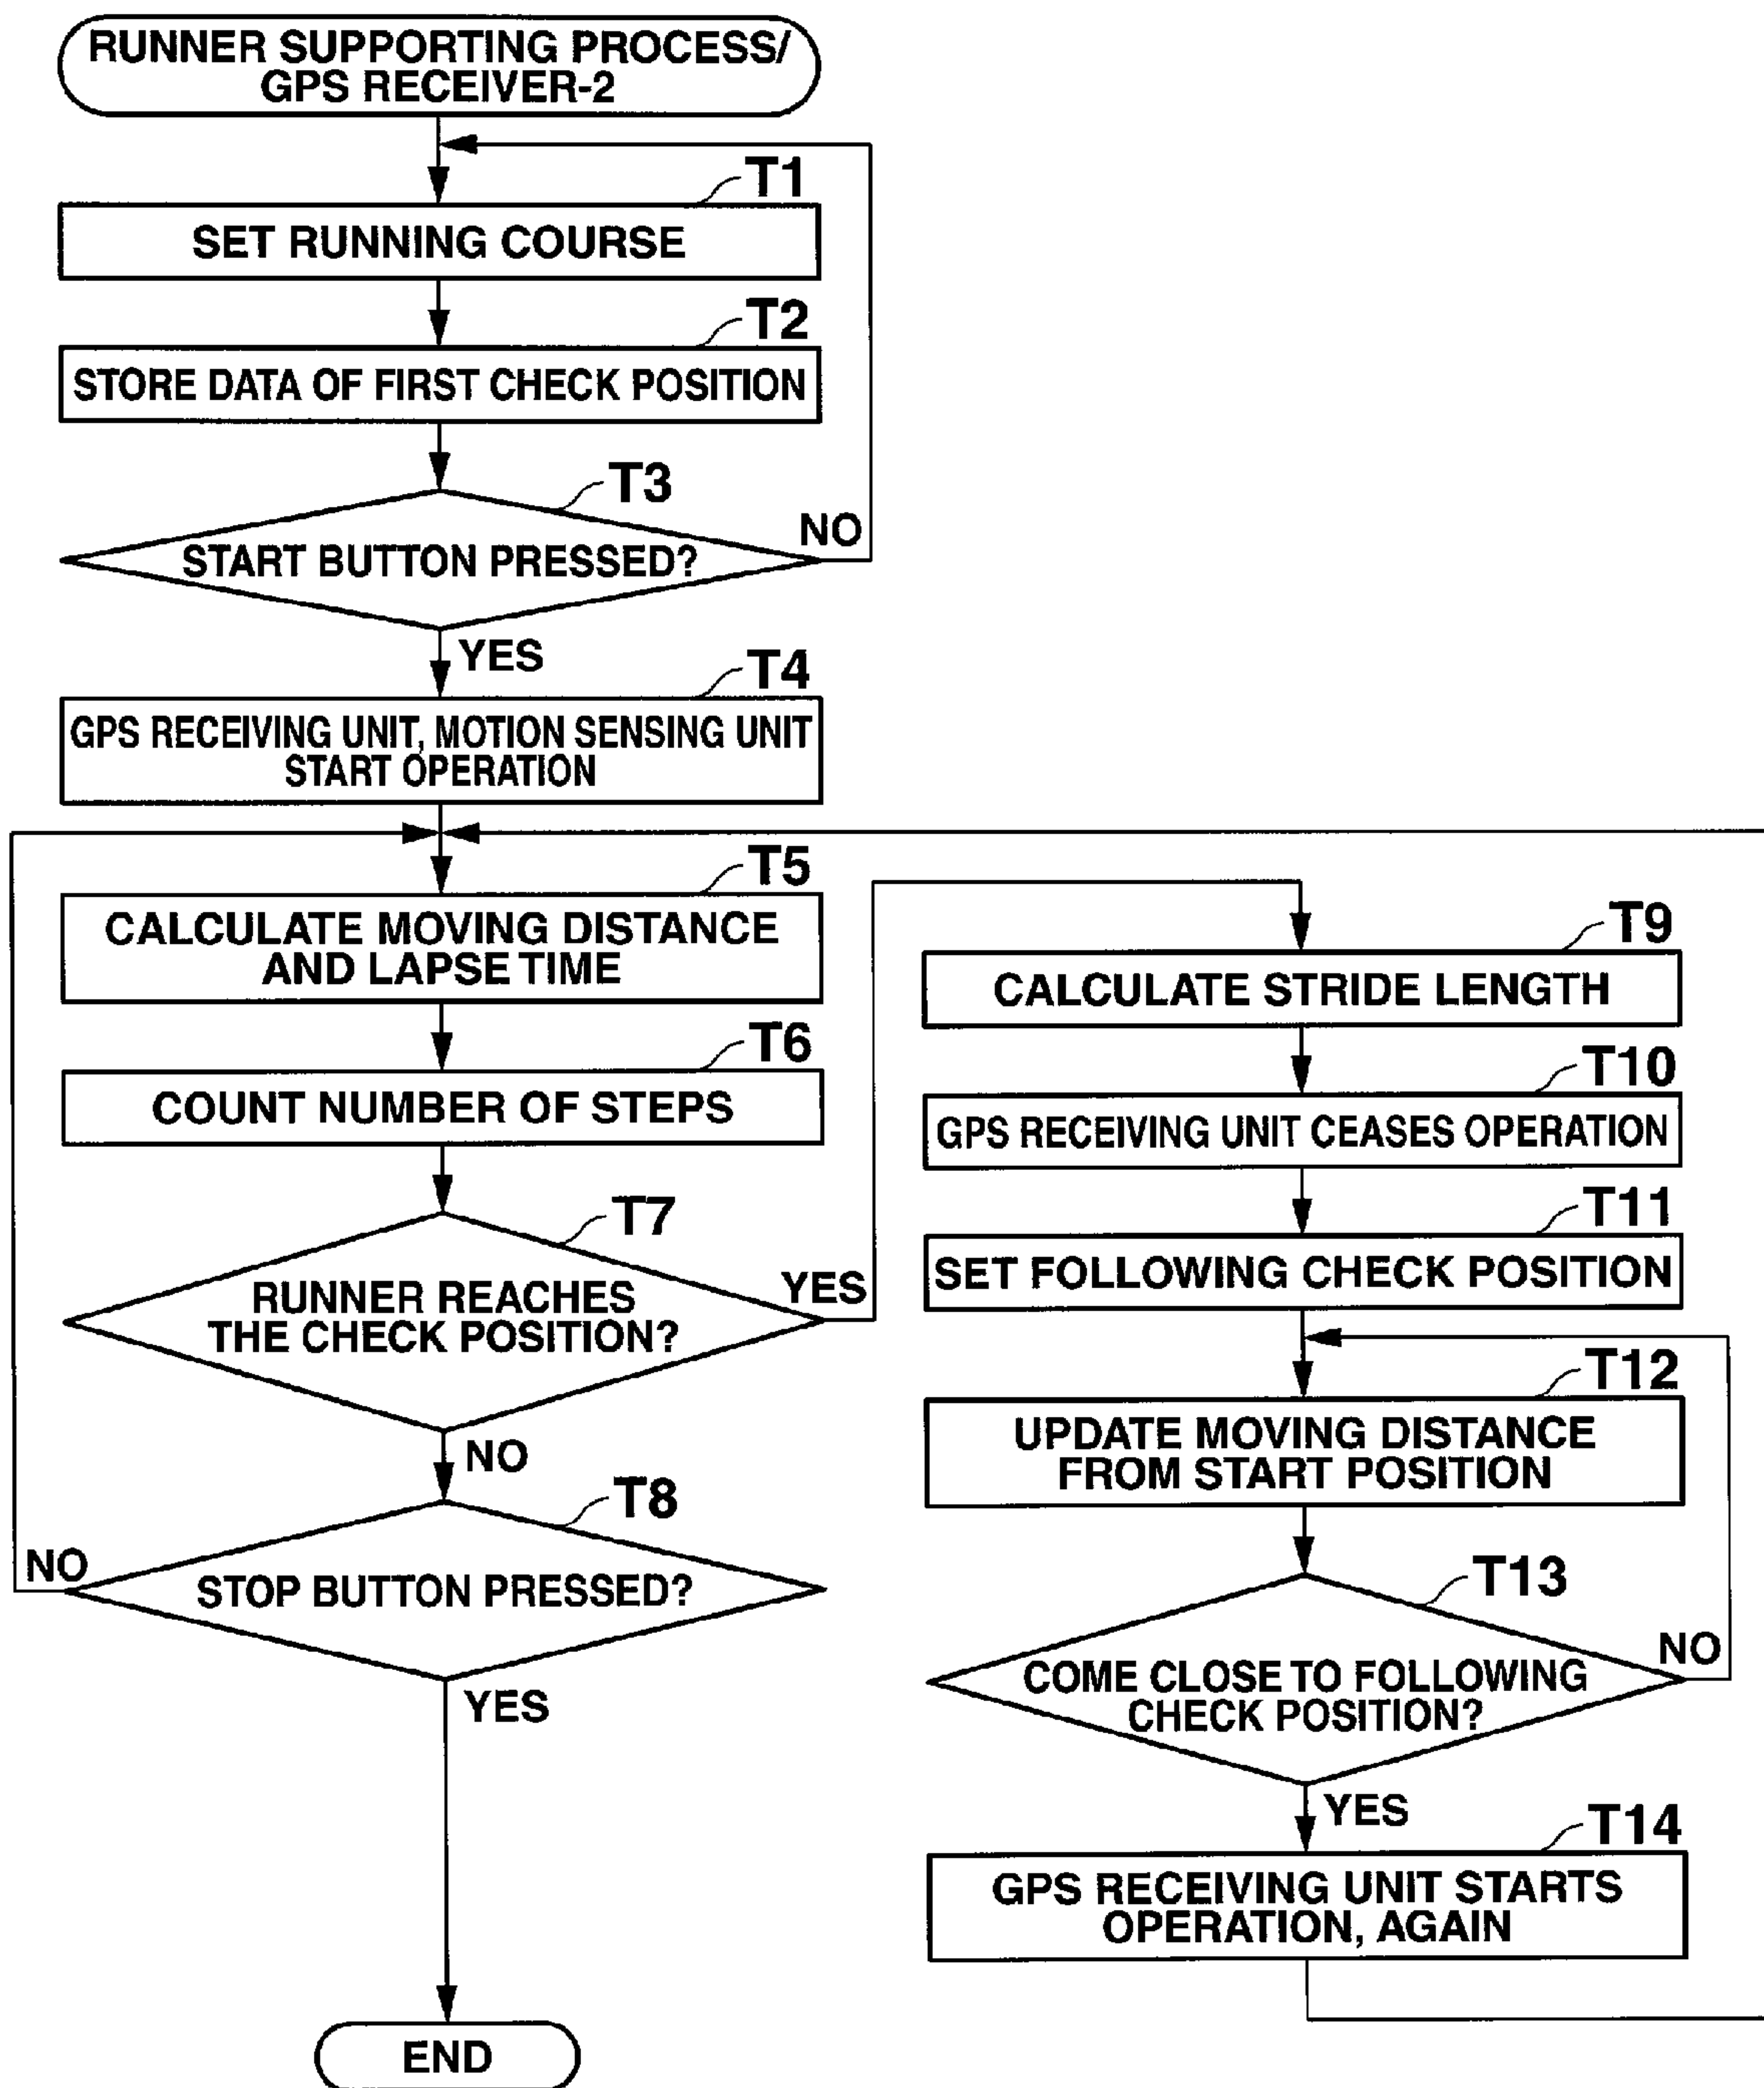 RUNNER SUPPORTING PROCESS/
GPS RECEIVER-2
T1
SET RUNNING COURSE
T2
STORE DATA OF FIRST CHECK POSITION
T3
START BUTTON PRESSED?
NO
YES
T4
GPS RECEIVING UNIT, MOTION SENSING UNIT
START OPERATION
T5
CALCULATE MOVING DISTANCE
AND LAPSE TIME
T6
COUNT NUMBER OF STEPS
T7
RUNNER REACHES
THE CHECK POSITION?
YES
NO
T8
STOP BUTTON PRESSED?
NO
YES
END
T9
CALCULATE STRIDE LENGTH
T10
GPS RECEIVING UNIT CEASES OPERATION
T11
SET FOLLOWING CHECK POSITION
T12
UPDATE MOVING DISTANCE
FROM START POSITION
T13
COME CLOSE TO FOLLOWING
CHECK POSITION?
NO
YES
T14
GPS RECEIVING UNIT STARTS
OPERATION, AGAIN